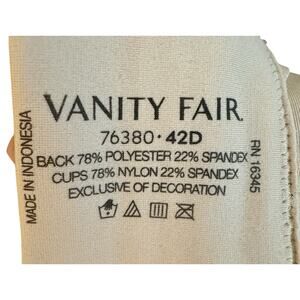 VANITY FAIR
76380 · 42D
BACK 78% POLYESTER 22% SPANDEX
CUPS 78% NYLON 22% SPANDEX
EXCLUSIVE OF DECORATION
MADE IN INDONESIA
RN 16345